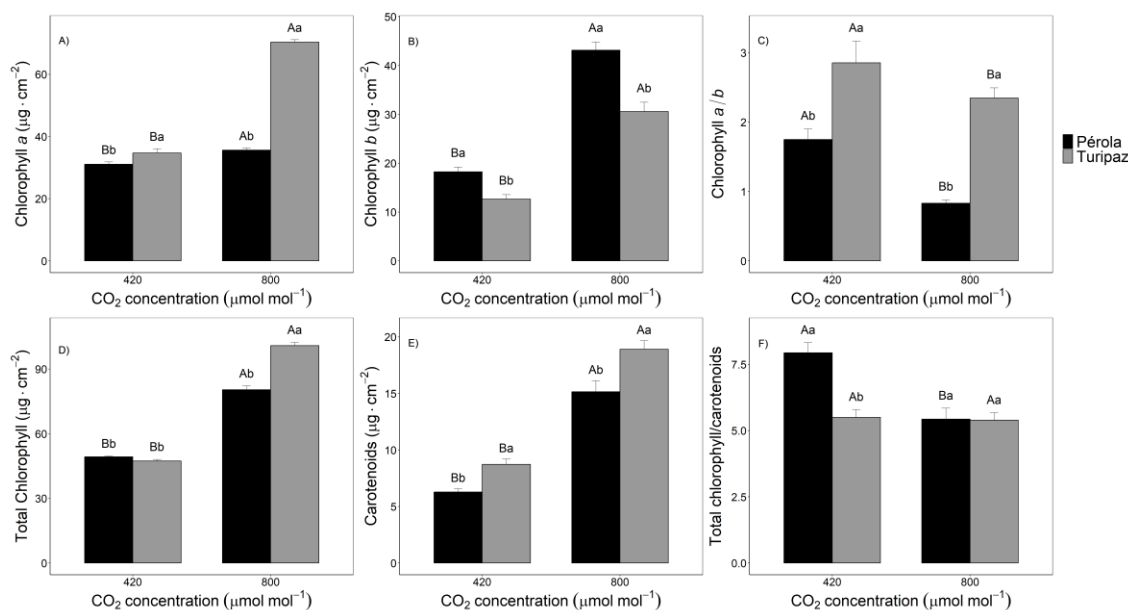 A)
Chlorophyll a (μg · cm⁻²)
60
40
20
0
Bb
Ba
Ab
Aa
420
800
CO₂ concentration (μmol mol⁻¹)
B)
Chlorophyll b (μg · cm⁻²)
50
40
30
20
10
0
Ba
Bb
Aa
Ab
420
800
CO₂ concentration (μmol mol⁻¹)
C)
Chlorophyll a / b
3
2
1
0
Ab
Aa
Bb
Ba
420
800
CO₂ concentration (μmol mol⁻¹)
Pérola
Turipaz
D)
Total Chlorophyll (μg · cm⁻²)
90
60
30
0
Bb
Bb
Ab
Aa
420
800
CO₂ concentration (μmol mol⁻¹)
E)
Carotenoids (μg · cm⁻²)
20
15
10
5
0
Bb
Ba
Ab
Aa
420
800
CO₂ concentration (μmol mol⁻¹)
F)
Total chlorophyll/carotenoids
7.5
5.0
2.5
0.0
Aa
Ab
Ba
Aa
420
800
CO₂ concentration (μmol mol⁻¹)